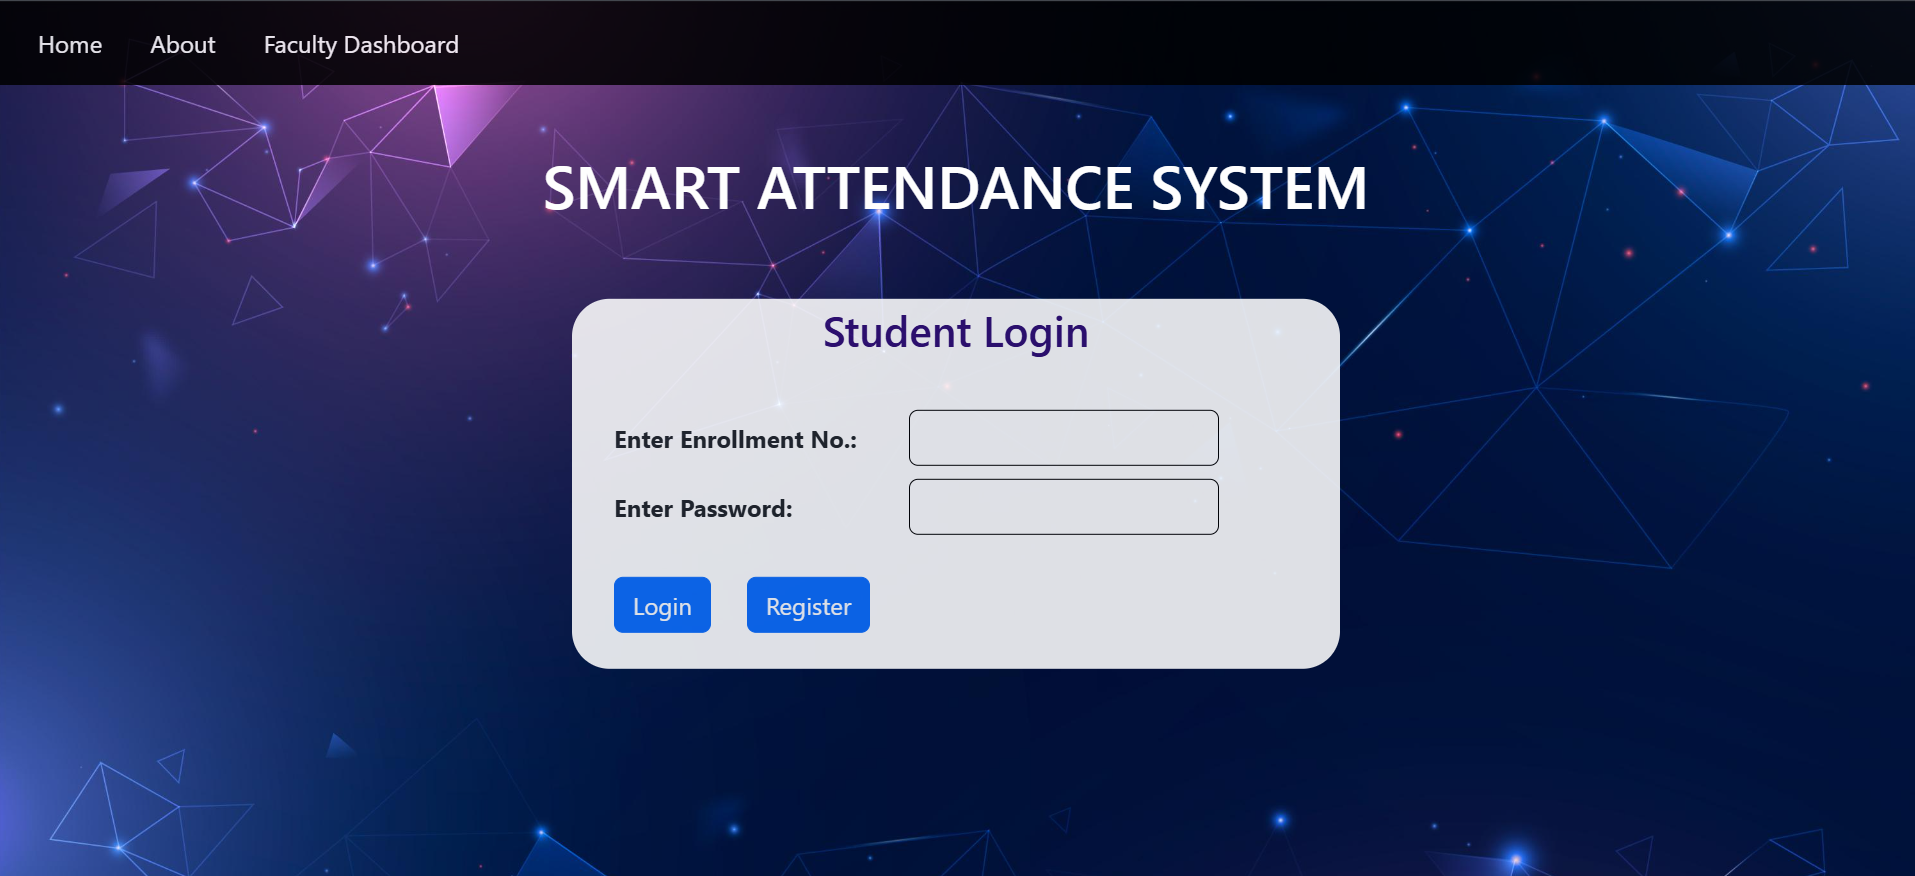 Home About Faculty Dashboard
SMART ATTENDANCE SYSTEM
Student Login
Enter Enrollment No.:
Enter Password:
Login Register